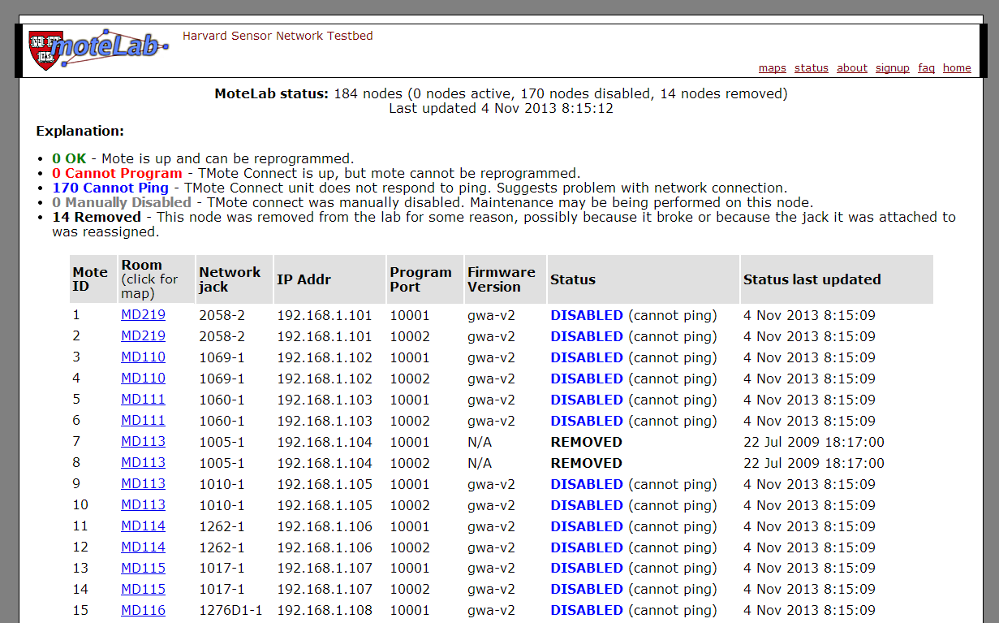 moteLab
Harvard Sensor Network Testbed
maps status about signup faq home
MoteLab status: 184 nodes (0 nodes active, 170 nodes disabled, 14 nodes removed)
Last updated 4 Nov 2013 8:15:12
Explanation:
• 0 OK - Mote is up and can be reprogrammed.
• 0 Cannot Program - TMote Connect is up, but mote cannot be reprogrammed.
• 170 Cannot Ping - TMote Connect unit does not respond to ping. Suggests problem with network connection.
• 0 Manually Disabled - TMote connect was manually disabled. Maintenance may be being performed on this node.
• 14 Removed - This node was removed from the lab for some reason, possibly because it broke or because the jack it was attached to
was reassigned.
Mote ID Room (click for map) Network jack IP Addr Program Port Firmware Version Status Status last updated
1 MD219 2058-2 192.168.1.101 10001 gwa-v2 DISABLED (cannot ping) 4 Nov 2013 8:15:09
2 MD219 2058-2 192.168.1.101 10002 gwa-v2 DISABLED (cannot ping) 4 Nov 2013 8:15:09
3 MD110 1069-1 192.168.1.102 10001 gwa-v2 DISABLED (cannot ping) 4 Nov 2013 8:15:09
4 MD110 1069-1 192.168.1.102 10002 gwa-v2 DISABLED (cannot ping) 4 Nov 2013 8:15:09
5 MD111 1060-1 192.168.1.103 10001 gwa-v2 DISABLED (cannot ping) 4 Nov 2013 8:15:09
6 MD111 1060-1 192.168.1.103 10002 gwa-v2 DISABLED (cannot ping) 4 Nov 2013 8:15:09
7 MD113 1005-1 192.168.1.104 10001 N/A REMOVED 22 Jul 2009 18:17:00
8 MD113 1005-1 192.168.1.104 10002 N/A REMOVED 22 Jul 2009 18:17:00
9 MD113 1010-1 192.168.1.105 10001 gwa-v2 DISABLED (cannot ping) 4 Nov 2013 8:15:09
10 MD113 1010-1 192.168.1.105 10002 gwa-v2 DISABLED (cannot ping) 4 Nov 2013 8:15:09
11 MD114 1262-1 192.168.1.106 10001 gwa-v2 DISABLED (cannot ping) 4 Nov 2013 8:15:09
12 MD114 1262-1 192.168.1.106 10002 gwa-v2 DISABLED (cannot ping) 4 Nov 2013 8:15:09
13 MD115 1017-1 192.168.1.107 10001 gwa-v2 DISABLED (cannot ping) 4 Nov 2013 8:15:09
14 MD115 1017-1 192.168.1.107 10002 gwa-v2 DISABLED (cannot ping) 4 Nov 2013 8:15:09
15 MD116 1276D1-1 192.168.1.108 10001 gwa-v2 DISABLED (cannot ping) 4 Nov 2013 8:15:09